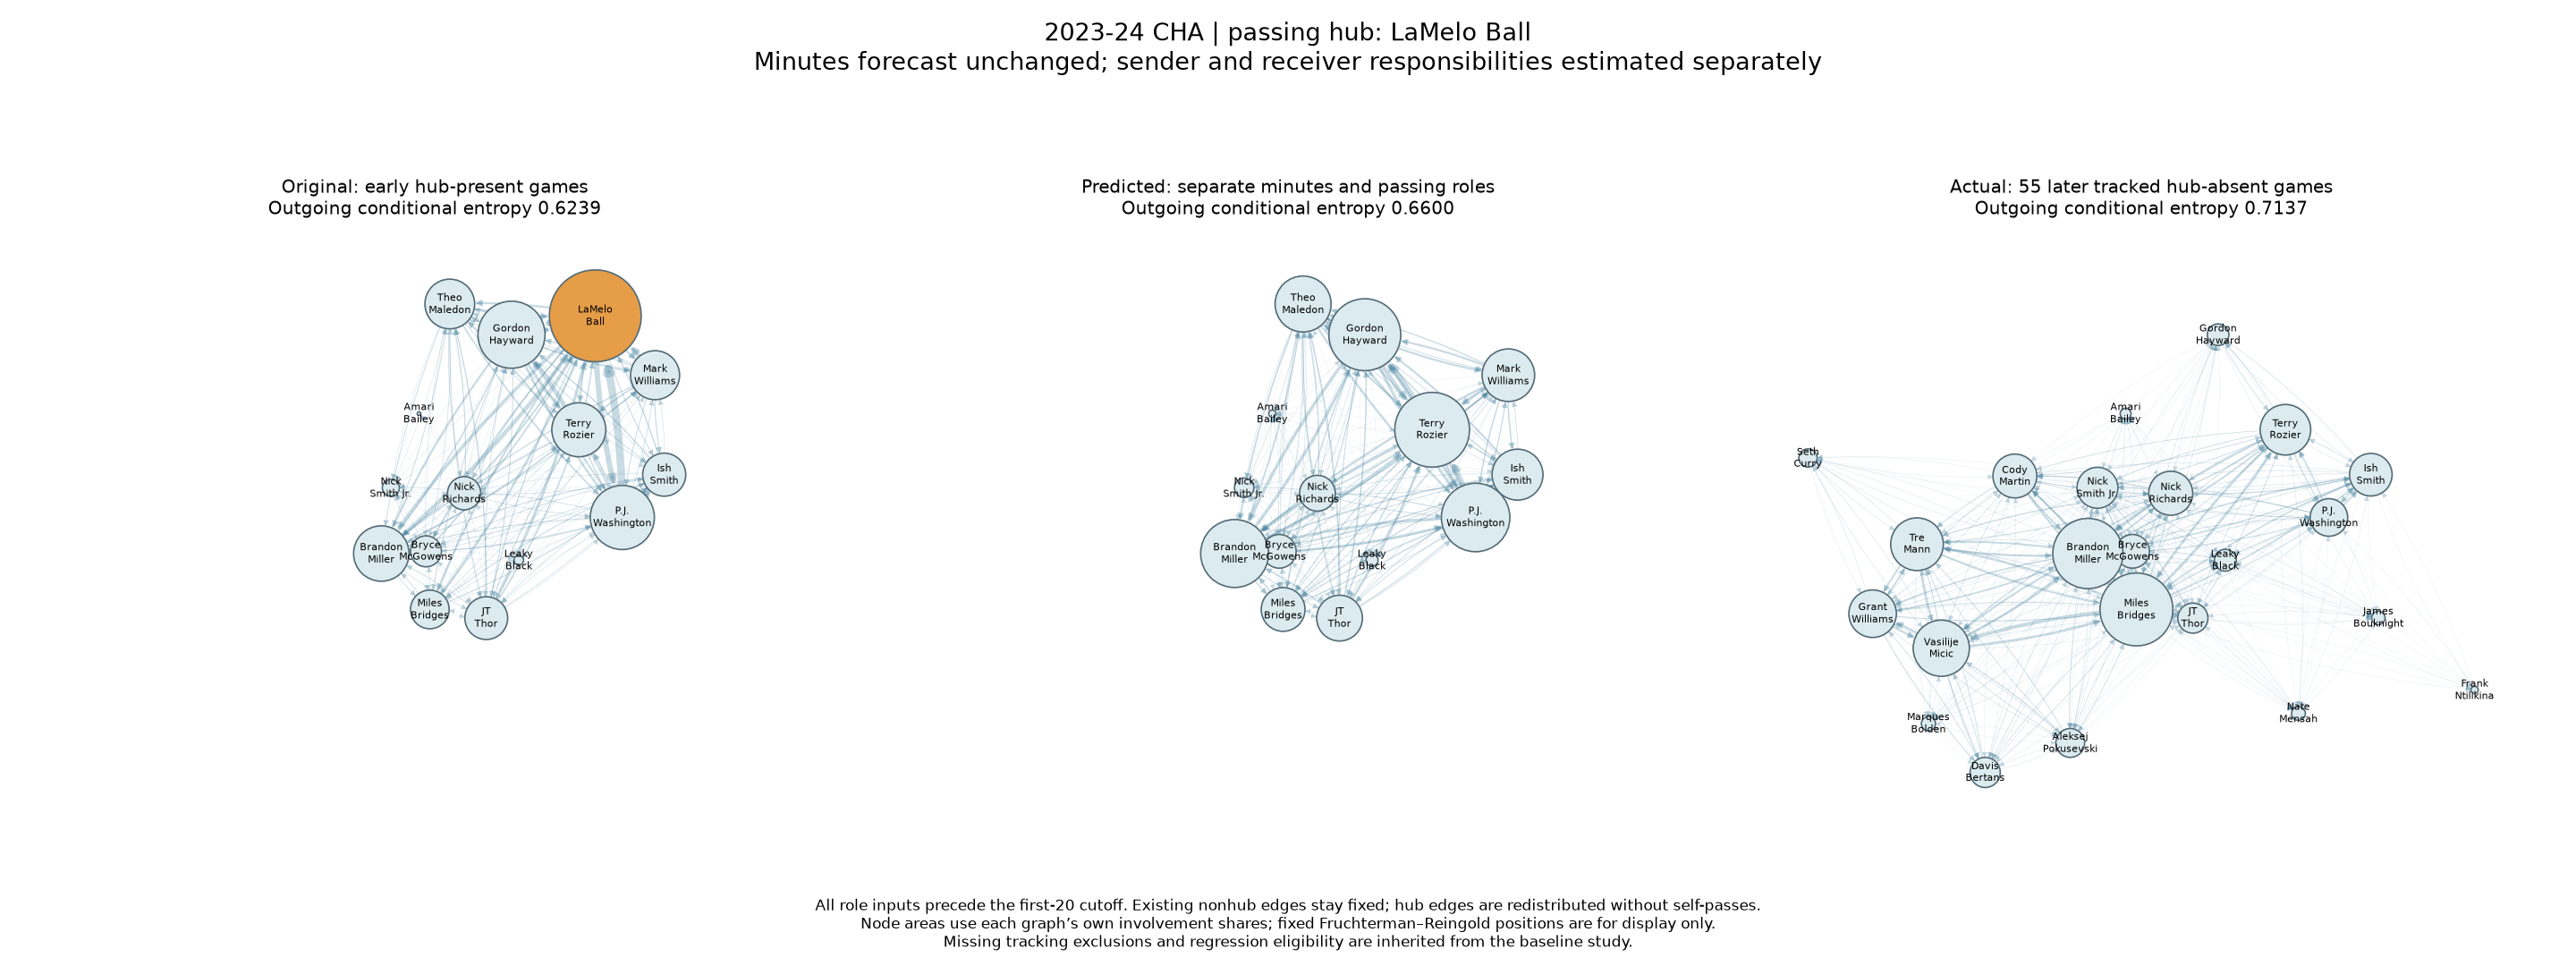 2023-24 CHA | passing hub: LaMelo Ball
Minutes forecast unchanged; sender and receiver responsibilities estimated separately
Original: early hub-present games
Outgoing conditional entropy 0.6239
Theo
Maledon
Gordon
Hayward
LaMelo
Ball
Mark
Williams
Amari
Bailey
Terry
Rozier
Ish
Smith
Nick
Smith Jr.
Nick
Richards
P.J.
Washington
Brandon
Miller
Bryce
McGowens
Leaky
Black
Miles
Bridges
JT
Thor
Predicted: separate minutes and passing roles
Outgoing conditional entropy 0.6600
Theo
Maledon
Gordon
Hayward
Mark
Williams
Amari
Bailey
Terry
Rozier
Ish
Smith
Nick
Smith Jr.
Nick
Richards
P.J.
Washington
Brandon
Miller
Bryce
McGowens
Leaky
Black
Miles
Bridges
JT
Thor
Actual: 55 later tracked hub-absent games
Outgoing conditional entropy 0.7137
Gordon
Hayward
Amari
Bailey
Terry
Rozier
Seth
Curry
Cody
Martin
Nick
Smith Jr.
Nick
Richards
Ish
Smith
P.J.
Washington
Tre
Mann
Brandon
Miller
Bryce
McGowens
Leaky
Black
Grant
Williams
Miles
Bridges
JT
Thor
James
Bouknight
Vasilije
Micic
Frank
Ntilikina
Nate
Mensah
Marques
Bolden
Aleksej
Pokusevski
Davis
Bertans
All role inputs precede the first-20 cutoff. Existing nonhub edges stay fixed; hub edges are redistributed without self-passes.
Node areas use each graph’s own involvement shares; fixed Fruchterman–Reingold positions are for display only.
Missing tracking exclusions and regression eligibility are inherited from the baseline study.